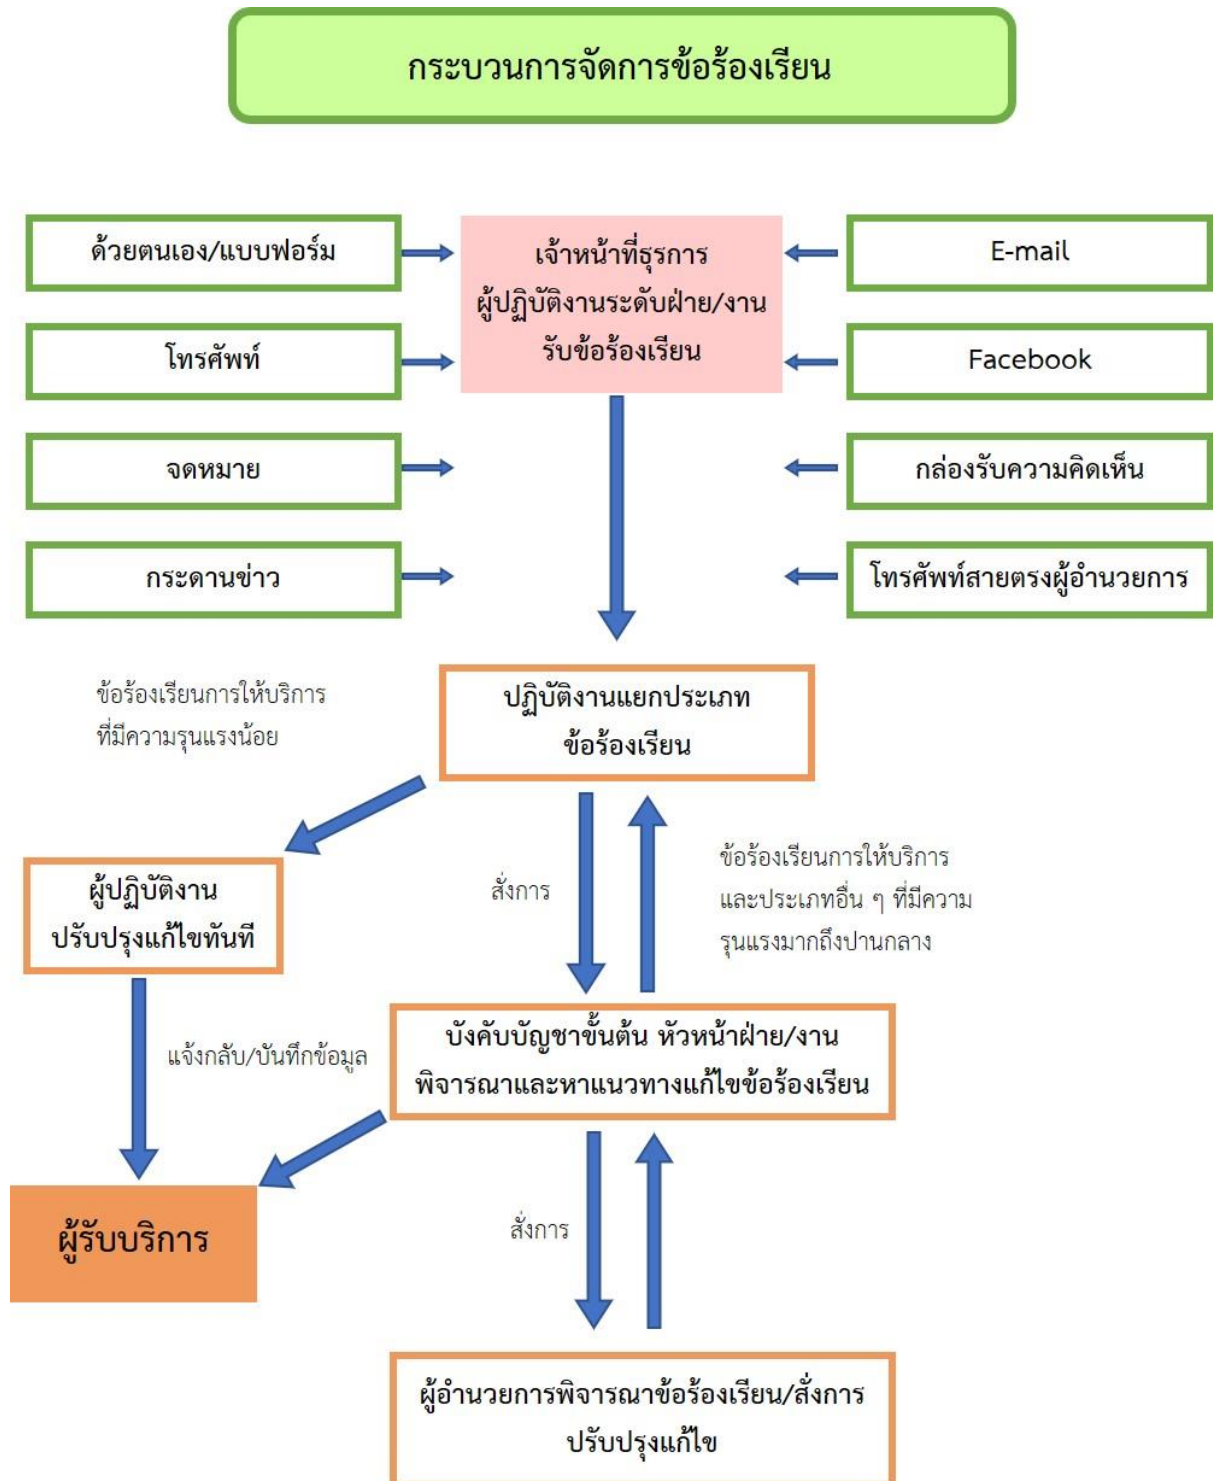 กระบวนการจัดการข้อร้องเรียน
ด้วยตนเอง/แบบฟอร์ม
โทรศัพท์
จดหมาย
กระดานข่าว
เจ้าหน้าที่ธุรการ
ผู้ปฏิบัติงานระดับฝ่าย/งาน
รับข้อร้องเรียน
E-mail
Facebook
กล่องรับความคิดเห็น
โทรศัพท์สายตรงผู้อำนวยการ
ข้อร้องเรียนการให้บริการ
ที่มีความรุนแรงน้อย
ปฏิบัติงานแยกประเภท
ข้อร้องเรียน
ผู้ปฏิบัติงาน
ปรับปรุงแก้ไขทันที
สั่งการ
ข้อร้องเรียนการให้บริการ
และประเภทอื่น ๆ ที่มีความ
รุนแรงมากถึงปานกลาง
แจ้งกลับ/บันทึกข้อมูล
บังคับบัญชาขั้นต้น หัวหน้าฝ่าย/งาน
พิจารณาและหาแนวทางแก้ไขข้อร้องเรียน
ผู้รับบริการ
สั่งการ
ผู้อำนวยการพิจารณาข้อร้องเรียน/สั่งการ
ปรับปรุงแก้ไข